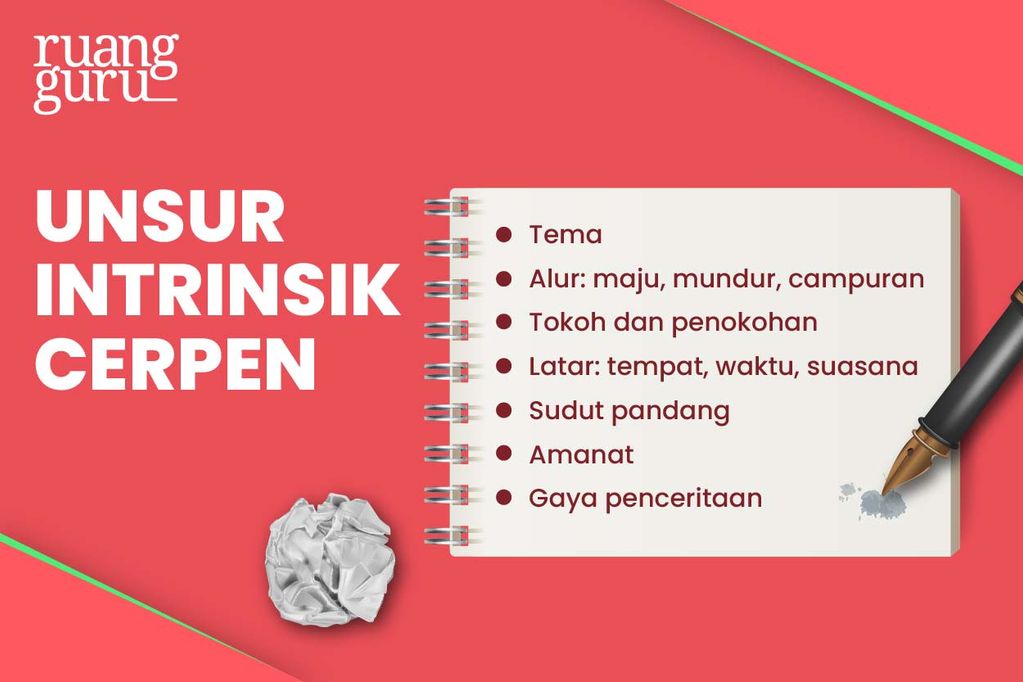 ruang
guru
UNSUR
INTRINSIK
CERPEN
● Tema
● Alur: maju, mundur, campuran
● Tokoh dan penokohan
● Latar: tempat, waktu, suasana
● Sudut pandang
● Amanat
● Gaya penceritaan